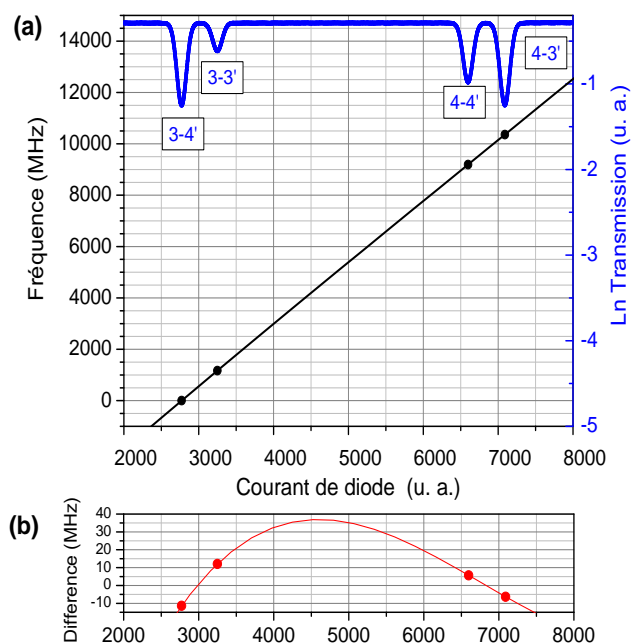 (a)
14000
12000
10000
8000
6000
4000
2000
0
Fréquence (MHz)
3-4'
3-3'
4-4'
4-3'
-1
-2
-3
-4
-5
Ln Transmission (u. a.)
2000 3000 4000 5000 6000 7000 8000
Courant de diode (u. a.)
(b)
40
30
20
10
0
-10
Difference (MHz)
2000 3000 4000 5000 6000 7000 8000